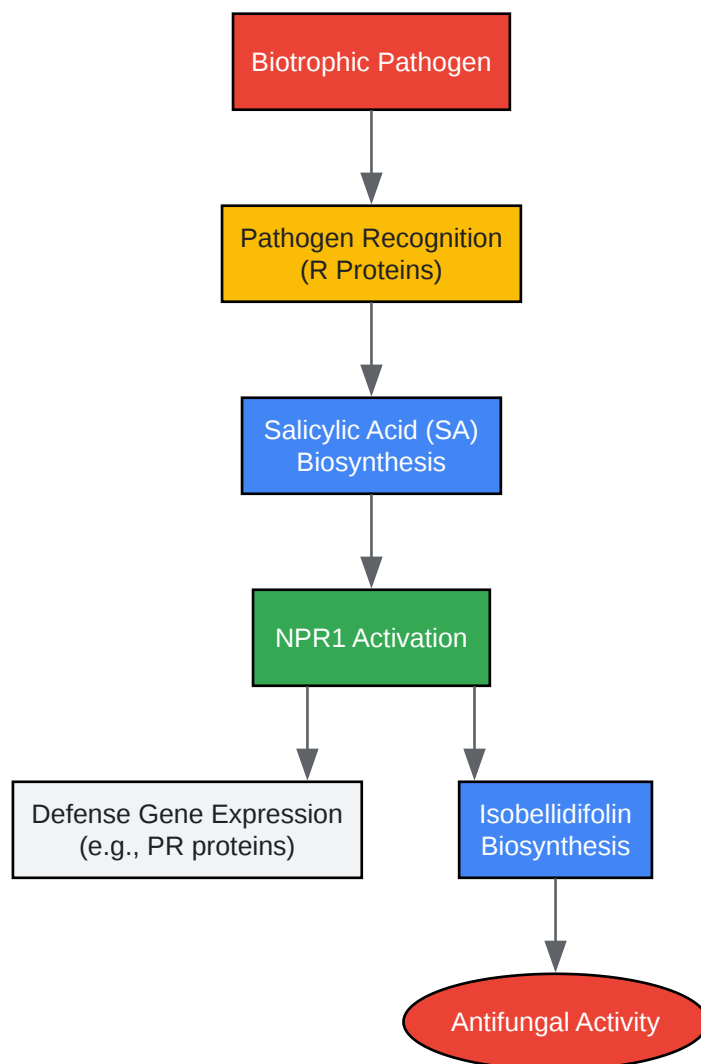 Biotrophic Pathogen
Pathogen Recognition
(R Proteins)
Salicylic Acid (SA)
Biosynthesis
NPR1 Activation
Defense Gene Expression
(e.g., PR proteins)
Isobellidifolin
Biosynthesis
Antifungal Activity